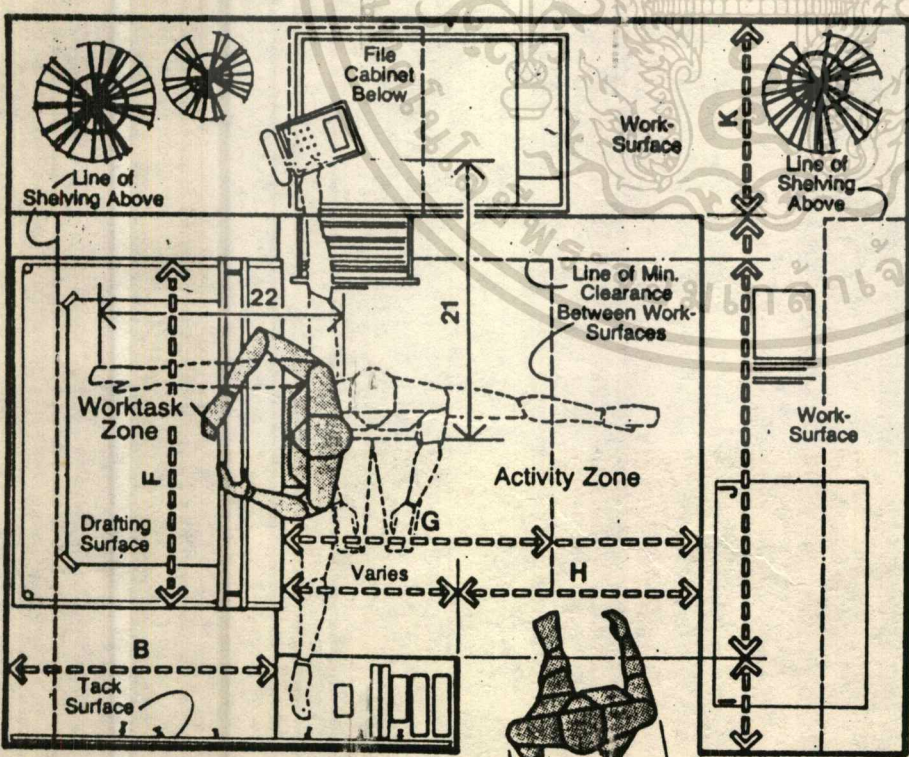 File
Cabinet
Below
Work-
Surface
K
Line of
Shelving Above
Line of
Shelving
Above
Line of Min.
Clearance
Between Work-
Surfaces
22
21
Worktask
Zone
F
Work-
Surface
Activity Zone
Drafting
Surface
G
J
Varies
H
B
Tack
Surface
I